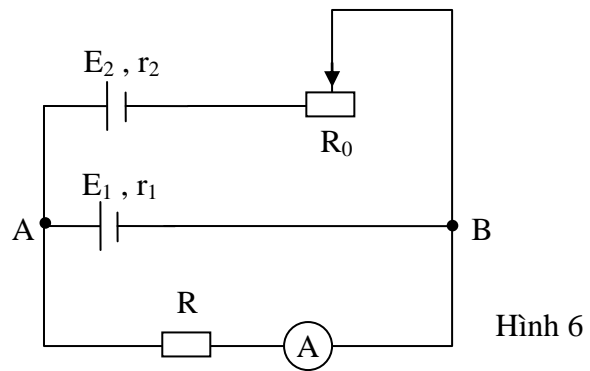 E₂ , r₂
R₀
E₁ , r₁
A
B
R
A
Hình 6